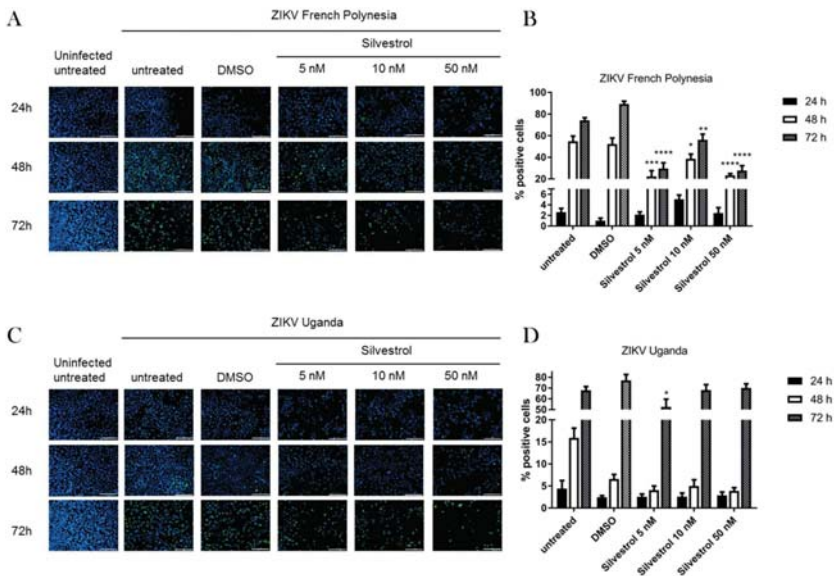 A
ZIKV French Polynesia
Silvestrol
Uninfected
untreated
untreated
DMSO
5 nM
10 nM
50 nM
24h
48h
72h
B
ZIKV French Polynesia
% positive cells
100
80
60
40
20
6
4
2
0
*** ****
* **
**** ****
untreated
DMSO
Silvestrol 5 nM
Silvestrol 10 nM
Silvestrol 50 nM
24 h
48 h
72 h
C
ZIKV Uganda
Silvestrol
Uninfected
untreated
untreated
DMSO
5 nM
10 nM
50 nM
24h
48h
72h
D
ZIKV Uganda
% positive cells
80
70
60
50
20
15
10
5
0
*
untreated
DMSO
Silvestrol 5 nM
Silvestrol 10 nM
Silvestrol 50 nM
24 h
48 h
72 h